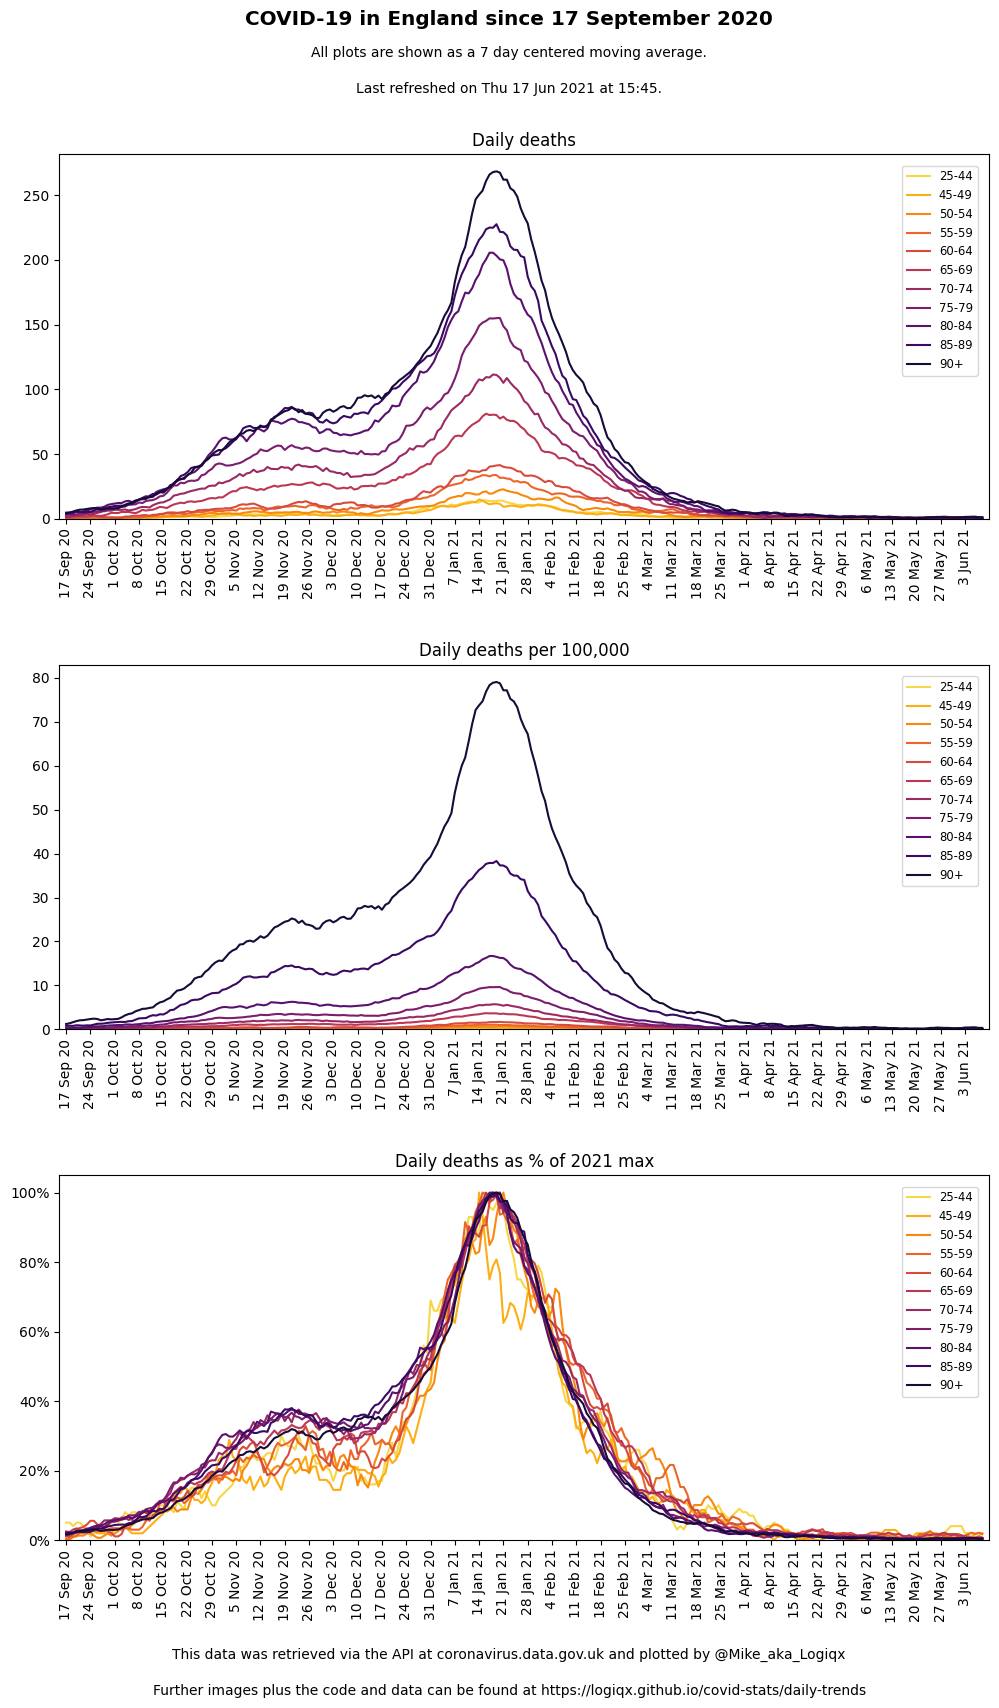 COVID-19 in England since 17 September 2020
All plots are shown as a 7 day centered moving average.
Last refreshed on Thu 17 Jun 2021 at 15:45.
Daily deaths
250
200
150
100
50
0
25-44
45-49
50-54
55-59
60-64
65-69
70-74
75-79
80-84
85-89
90+
17 Sep 20
24 Sep 20
1 Oct 20
8 Oct 20
15 Oct 20
22 Oct 20
29 Oct 20
5 Nov 20
12 Nov 20
19 Nov 20
26 Nov 20
3 Dec 20
10 Dec 20
17 Dec 20
24 Dec 20
31 Dec 20
7 Jan 21
14 Jan 21
21 Jan 21
28 Jan 21
4 Feb 21
11 Feb 21
18 Feb 21
25 Feb 21
4 Mar 21
11 Mar 21
18 Mar 21
25 Mar 21
1 Apr 21
8 Apr 21
15 Apr 21
22 Apr 21
29 Apr 21
6 May 21
13 May 21
20 May 21
27 May 21
3 Jun 21
Daily deaths per 100,000
80
70
60
50
40
30
20
10
0
25-44
45-49
50-54
55-59
60-64
65-69
70-74
75-79
80-84
85-89
90+
17 Sep 20
24 Sep 20
1 Oct 20
8 Oct 20
15 Oct 20
22 Oct 20
29 Oct 20
5 Nov 20
12 Nov 20
19 Nov 20
26 Nov 20
3 Dec 20
10 Dec 20
17 Dec 20
24 Dec 20
31 Dec 20
7 Jan 21
14 Jan 21
21 Jan 21
28 Jan 21
4 Feb 21
11 Feb 21
18 Feb 21
25 Feb 21
4 Mar 21
11 Mar 21
18 Mar 21
25 Mar 21
1 Apr 21
8 Apr 21
15 Apr 21
22 Apr 21
29 Apr 21
6 May 21
13 May 21
20 May 21
27 May 21
3 Jun 21
Daily deaths as % of 2021 max
100%
80%
60%
40%
20%
0%
25-44
45-49
50-54
55-59
60-64
65-69
70-74
75-79
80-84
85-89
90+
17 Sep 20
24 Sep 20
1 Oct 20
8 Oct 20
15 Oct 20
22 Oct 20
29 Oct 20
5 Nov 20
12 Nov 20
19 Nov 20
26 Nov 20
3 Dec 20
10 Dec 20
17 Dec 20
24 Dec 20
31 Dec 20
7 Jan 21
14 Jan 21
21 Jan 21
28 Jan 21
4 Feb 21
11 Feb 21
18 Feb 21
25 Feb 21
4 Mar 21
11 Mar 21
18 Mar 21
25 Mar 21
1 Apr 21
8 Apr 21
15 Apr 21
22 Apr 21
29 Apr 21
6 May 21
13 May 21
20 May 21
27 May 21
3 Jun 21
This data was retrieved via the API at coronavirus.data.gov.uk and plotted by @Mike_aka_Logiqx
Further images plus the code and data can be found at https://logiqx.github.io/covid-stats/daily-trends